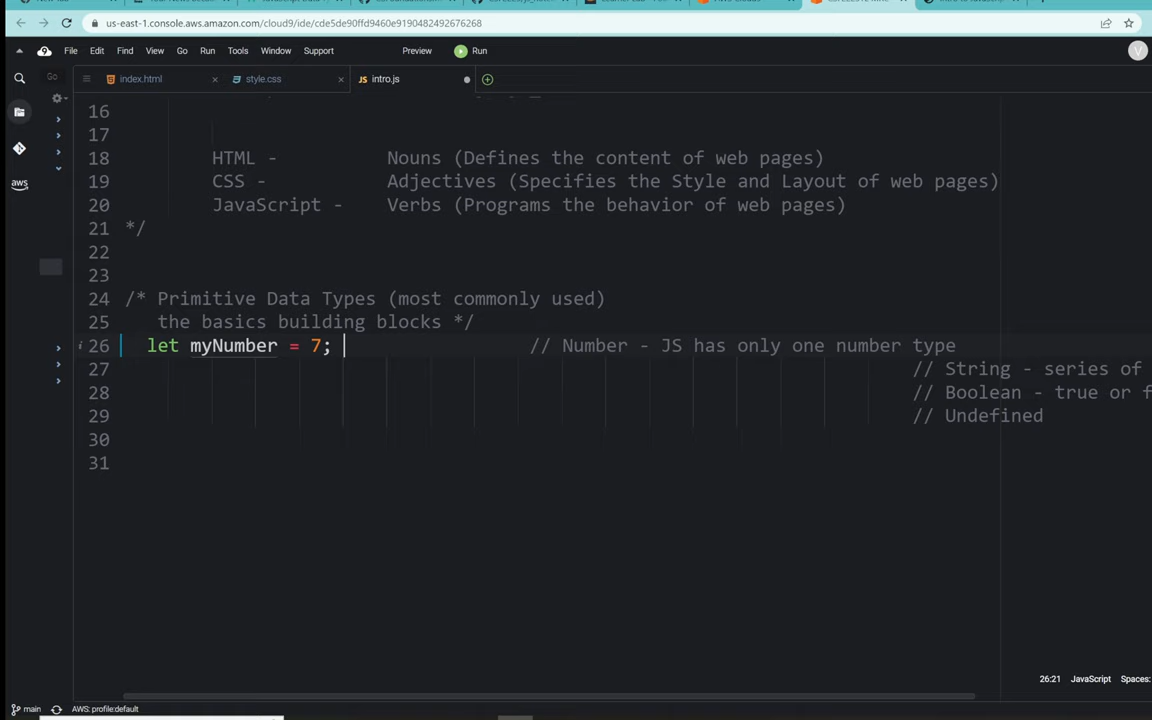 us-east-1.console.aws.amazon.com/cloud9/ide/cde5de90ffd9460e9190482492676268
File Edit Find View Go Run Tools Window Support Preview Run
V
Go
index.html
style.css
intro.js
16
17
18 HTML - Nouns (Defines the content of web pages)
19 CSS - Adjectives (Specifies the Style and Layout of web pages)
20 JavaScript - Verbs (Programs the behavior of web pages)
21 */
22
23
24 /* Primitive Data Types (most commonly used)
25 the basics building blocks */
26 let myNumber = 7; // Number - JS has only one number type
27 // String - series of
28 // Boolean - true or f
29 // Undefined
30
31
26:21 JavaScript Spaces:
main AWS: profile:default